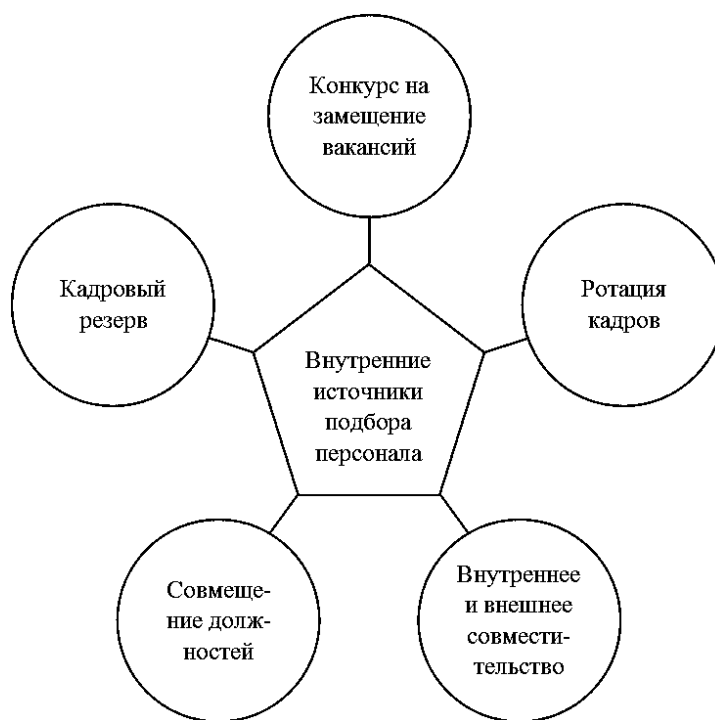 Конкурс на
замещение
вакансий
Кадровый
резерв
Ротация
кадров
Внутренние
источники
подбора
персонала
Совмеще-
ние долж-
ностей
Внутреннее
и внешнее
совмести-
тельство